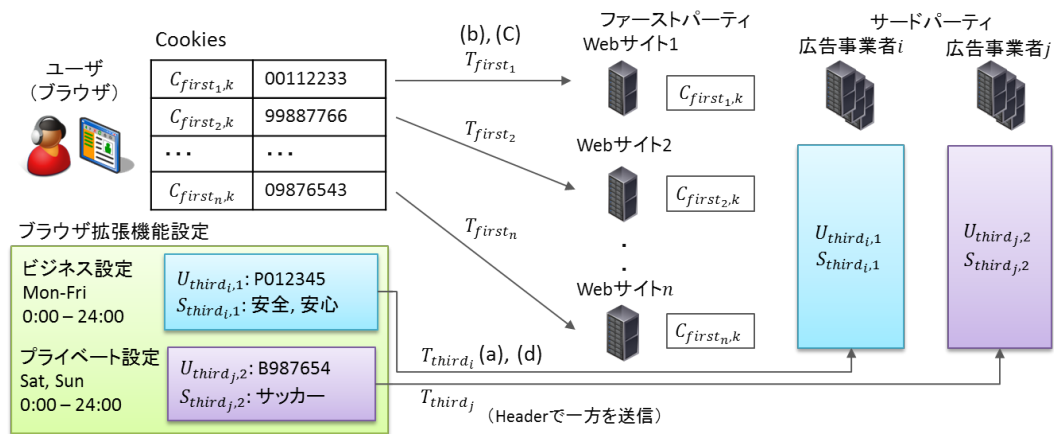 (b), (C)
ファーストパーティ
サードパーティ
ユーザ
(ブラウザ)
Cookies
C_{first_1,k} 00112233
C_{first_2,k} 99887766
・・・ ・・・
C_{first_n,k} 09876543
T_{first_1}
T_{first_2}
T_{first_n}
Webサイト1
C_{first_1,k}
Webサイト2
C_{first_2,k}
・
・
Webサイトn
C_{first_n,k}
広告事業者i
広告事業者j
U_{third_i,1}
S_{third_i,1}
U_{third_j,2}
S_{third_j,2}
ブラウザ拡張機能設定
ビジネス設定
Mon-Fri
0:00 – 24:00
U_{third_i,1}: P012345
S_{third_i,1}: 安全, 安心
プライベート設定
Sat, Sun
0:00 – 24:00
U_{third_j,2}: B987654
S_{third_j,2}: サッカー
T_{third_i} (a), (d)
T_{third_j}
(Headerで一方を送信)